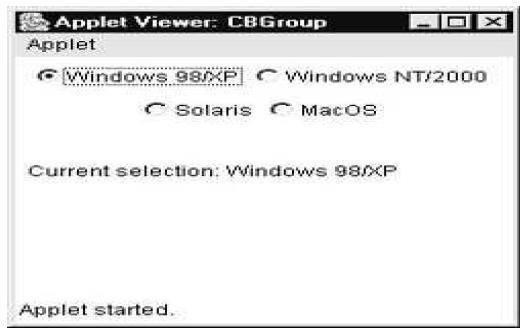 Applet Viewer: CBGroup
Applet
Windows 98/XP Windows NT/2000
Solaris MacOS
Current selection: Windows 98/XP
Applet started.